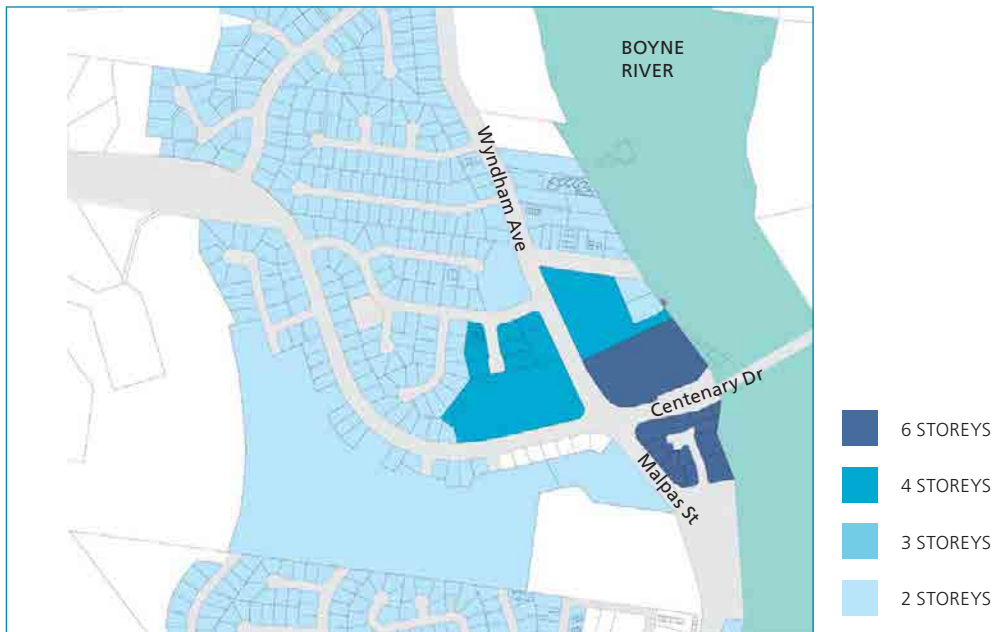 BOYNE
RIVER
Wyndham Ave
Centenary Dr
Malpas St
6 STOREYS
4 STOREYS
3 STOREYS
2 STOREYS